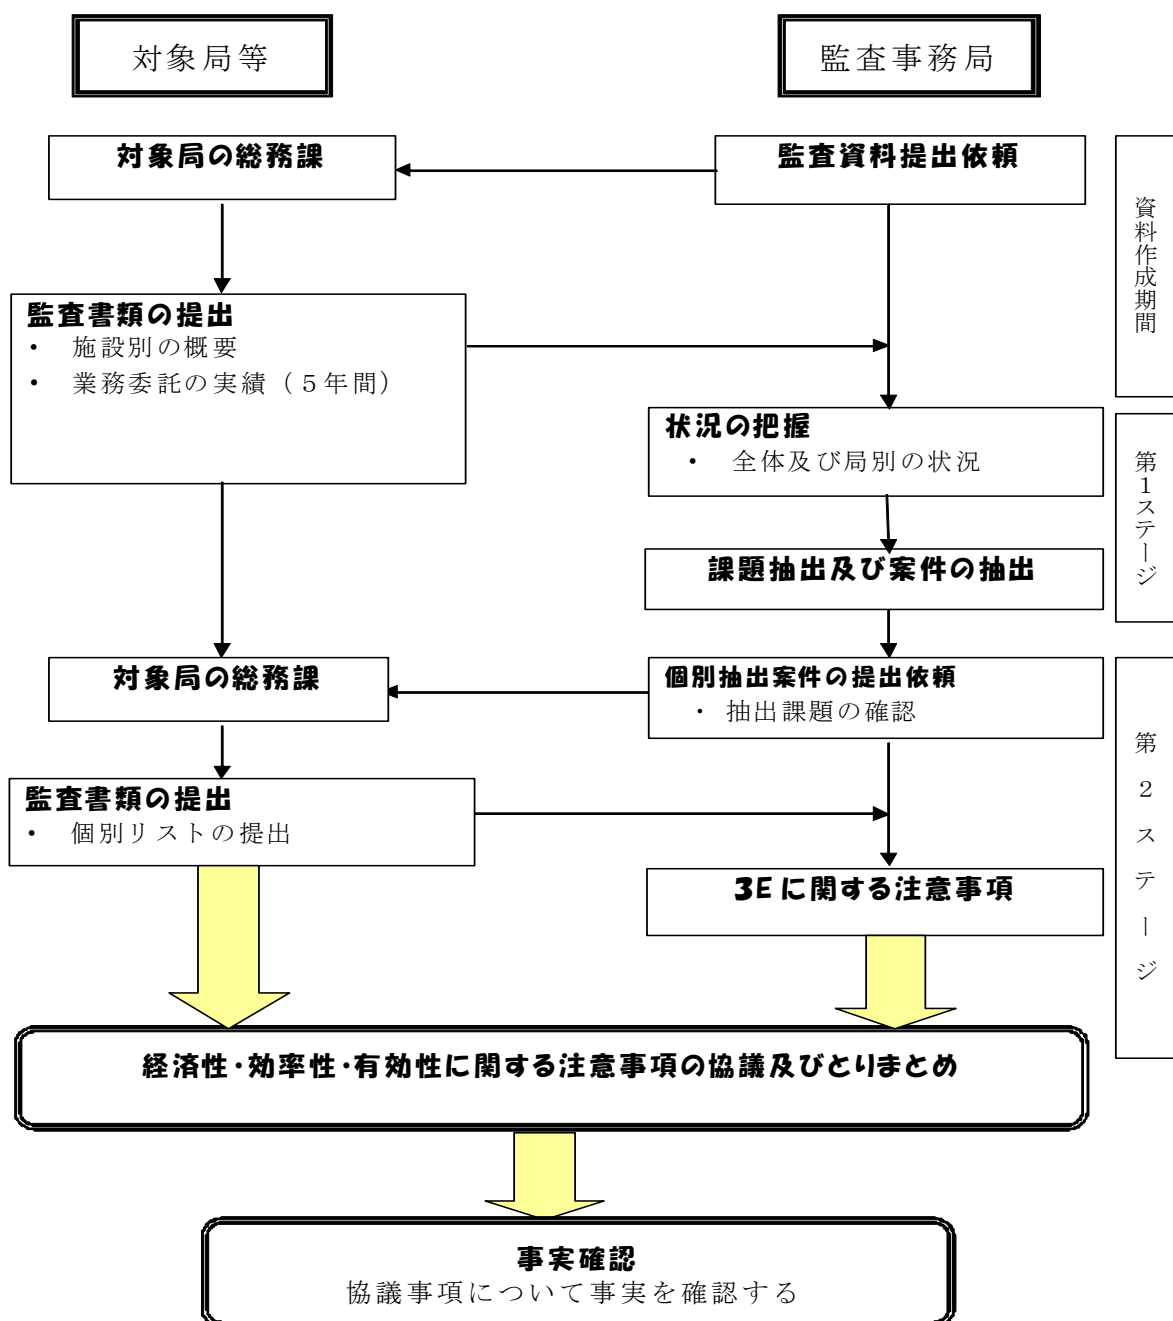 対象局等
監査事務局
対象局の総務課
監査資料提出依頼
資料作成期間
監査書類の提出
・ 施設別の概要
・ 業務委託の実績（５年間）
状況の把握
・ 全体及び局別の状況
第１ステージ
課題抽出及び案件の抽出
対象局の総務課
個別抽出案件の提出依頼
・ 抽出課題の確認
第２ステージ
監査書類の提出
・ 個別リストの提出
3Eに関する注意事項
経済性・効率性・有効性に関する注意事項の協議及びとりまとめ
事実確認
協議事項について事実を確認する